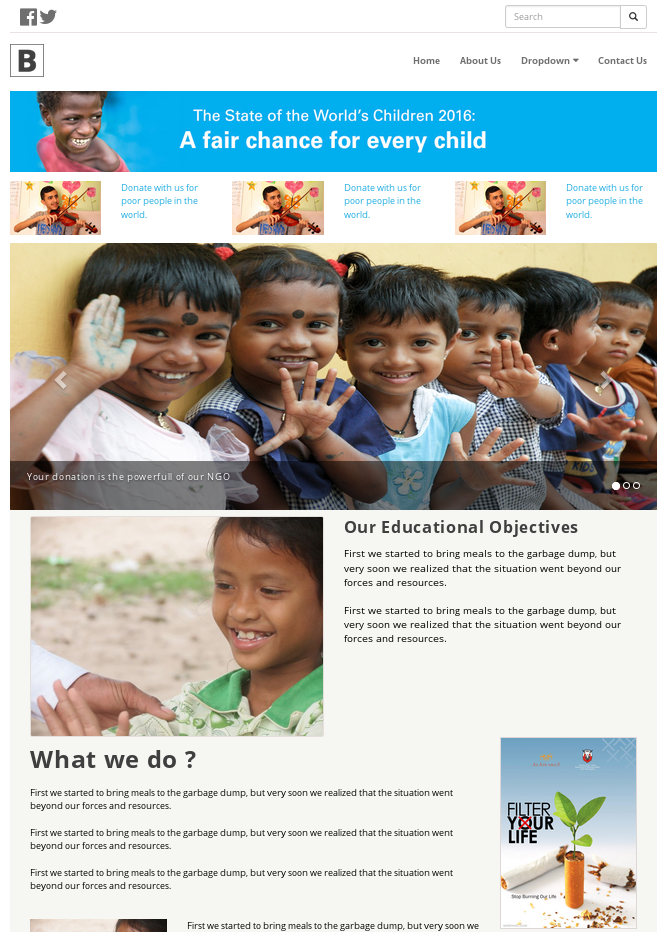 Search
B
Home About Us Dropdown Contact Us
The State of the World's Children 2016:
A fair chance for every child
Donate with us for
poor people in the
world.
Donate with us for
poor people in the
world.
Donate with us for
poor people in the
world.
KIDS
Your donation is the powerfull of our NGO
Our Educational Objectives
First we started to bring meals to the garbage dump, but
very soon we realized that the situation went beyond our
forces and resources.
First we started to bring meals to the garbage dump, but
very soon we realized that the situation went beyond our
forces and resources.
What we do ?
First we started to bring meals to the garbage dump, but very soon we realized that the situation went
beyond our forces and resources.
First we started to bring meals to the garbage dump, but very soon we realized that the situation went
beyond our forces and resources.
First we started to bring meals to the garbage dump, but very soon we realized that the situation went
beyond our forces and resources.
FILTER
YOUR
LIFE
Stop Burning Our Life
First we started to bring meals to the garbage dump, but very soon we